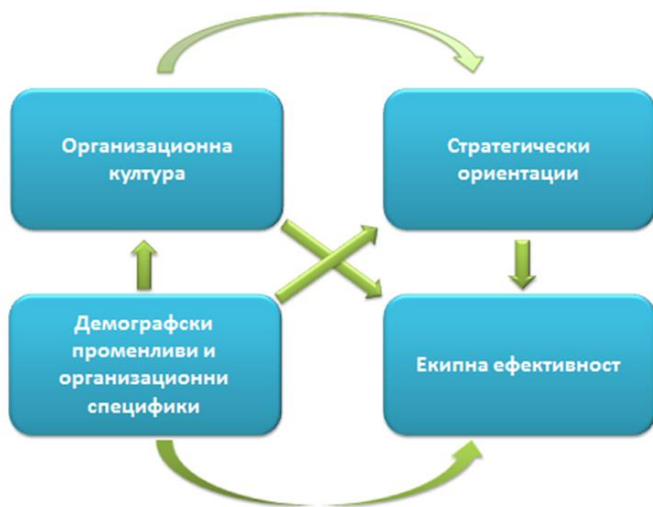 Организационна
култура
Стратегически
ориентации
Демографски
променливи и
организационни
специфики
Екипна ефективност